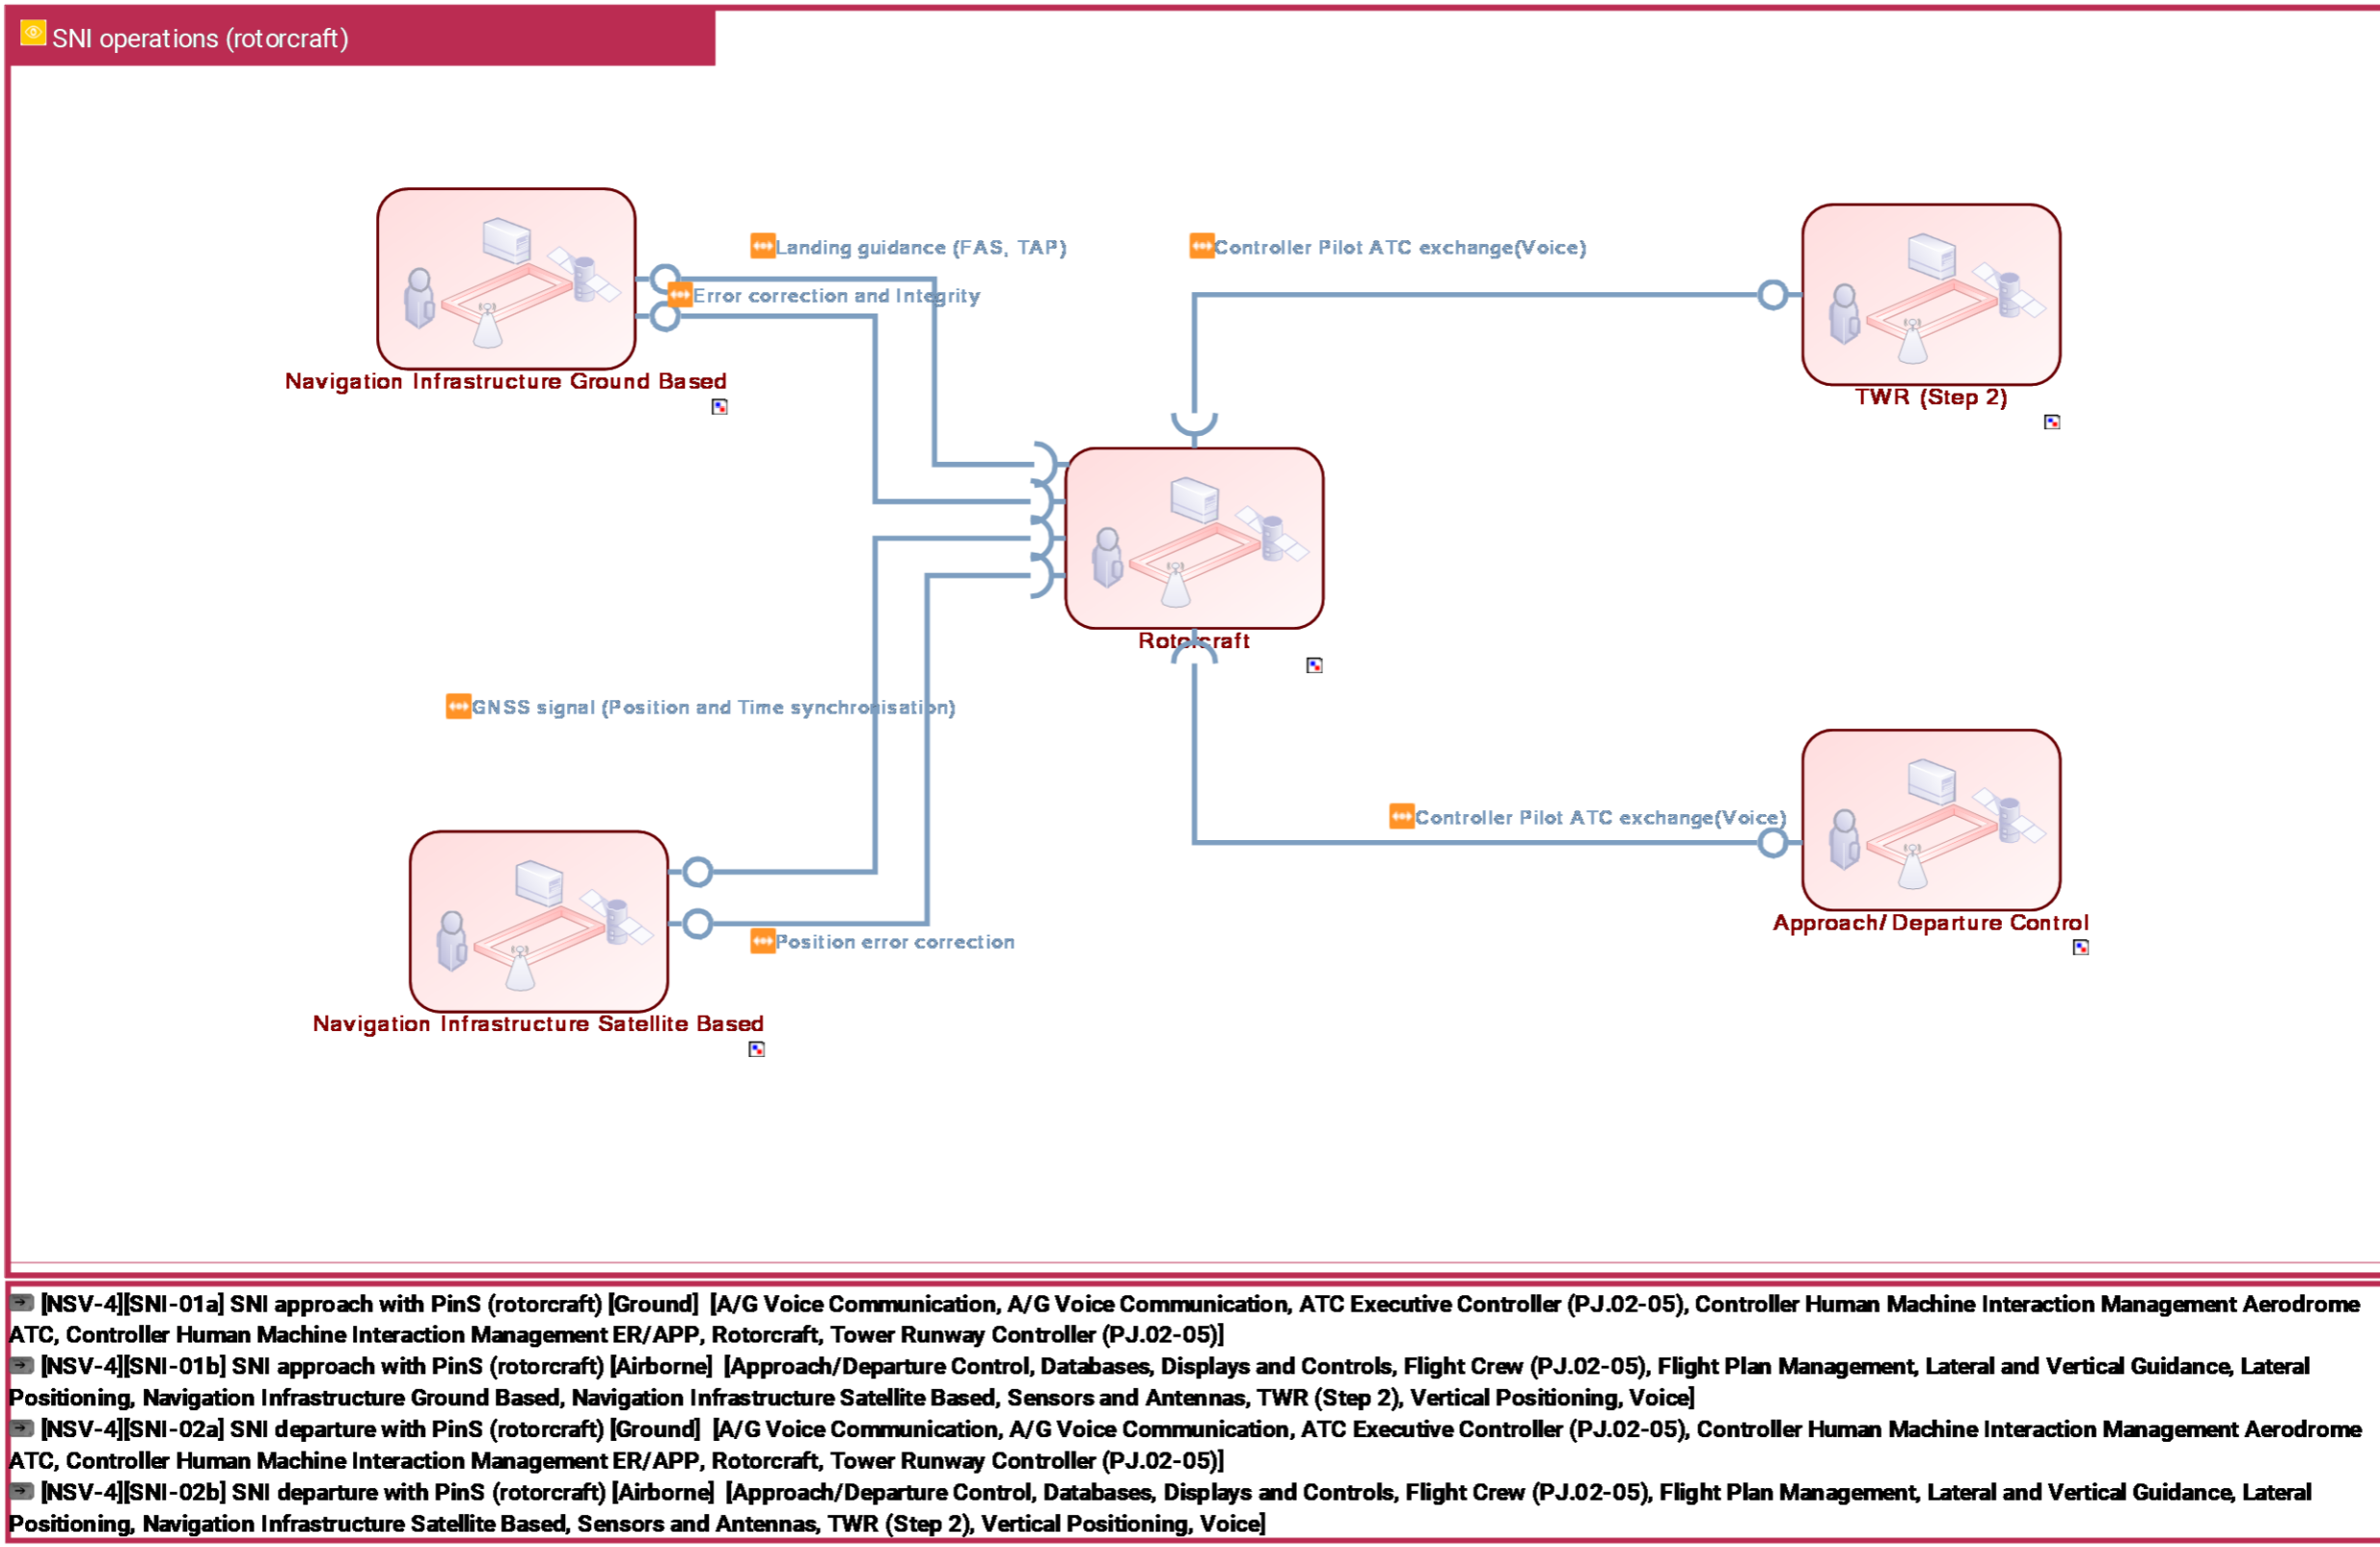 SNI operations (rotorcraft)
Landing guidance (FAS, TAP)
Controller Pilot ATC exchange(Voice)
Error correction and Integrity
Navigation Infrastructure Ground Based
TWR (Step 2)
Rotorcraft
GNSS signal (Position and Time synchronisation)
Controller Pilot ATC exchange(Voice)
Approach/Departure Control
Position error correction
Navigation Infrastructure Satellite Based
[NSV-4][SNI-01a] SNI approach with PinS (rotorcraft) [Ground] [A/G Voice Communication, A/G Voice Communication, ATC Executive Controller (PJ.02-05), Controller Human Machine Interaction Management Aerodrome
ATC, Controller Human Machine Interaction Management ER/APP, Rotorcraft, Tower Runway Controller (PJ.02-05)]
[NSV-4][SNI-01b] SNI approach with PinS (rotorcraft) [Airborne] [Approach/Departure Control, Databases, Displays and Controls, Flight Crew (PJ.02-05), Flight Plan Management, Lateral and Vertical Guidance, Lateral
Positioning, Navigation Infrastructure Ground Based, Navigation Infrastructure Satellite Based, Sensors and Antennas, TWR (Step 2), Vertical Positioning, Voice]
[NSV-4][SNI-02a] SNI departure with PinS (rotorcraft) [Ground] [A/G Voice Communication, A/G Voice Communication, ATC Executive Controller (PJ.02-05), Controller Human Machine Interaction Management Aerodrome
ATC, Controller Human Machine Interaction Management ER/APP, Rotorcraft, Tower Runway Controller (PJ.02-05)]
[NSV-4][SNI-02b] SNI departure with PinS (rotorcraft) [Airborne] [Approach/Departure Control, Databases, Displays and Controls, Flight Crew (PJ.02-05), Flight Plan Management, Lateral and Vertical Guidance, Lateral
Positioning, Navigation Infrastructure Satellite Based, Sensors and Antennas, TWR (Step 2), Vertical Positioning, Voice]